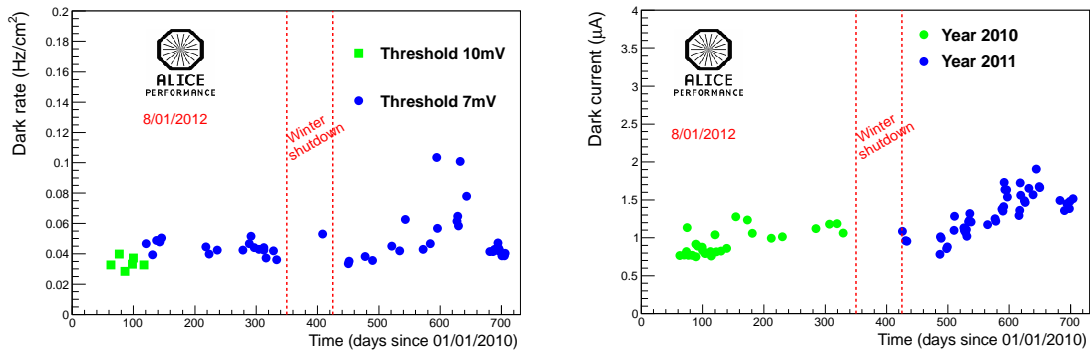 Dark rate (Hz/cm²)
0.2
0.18
0.16
0.14
0.12
0.1
0.08
0.06
0.04
0.02
0
ALICE
PERFORMANCE
8/01/2012
Threshold 10mV
Threshold 7mV
Winter
shutdown
0 100 200 300 400 500 600 700
Time (days since 01/01/2010)
Dark current (μA)
4
3.5
3
2.5
2
1.5
1
0.5
0
ALICE
PERFORMANCE
8/01/2012
Year 2010
Year 2011
Winter
shutdown
0 100 200 300 400 500 600 700
Time (days since 01/01/2010)